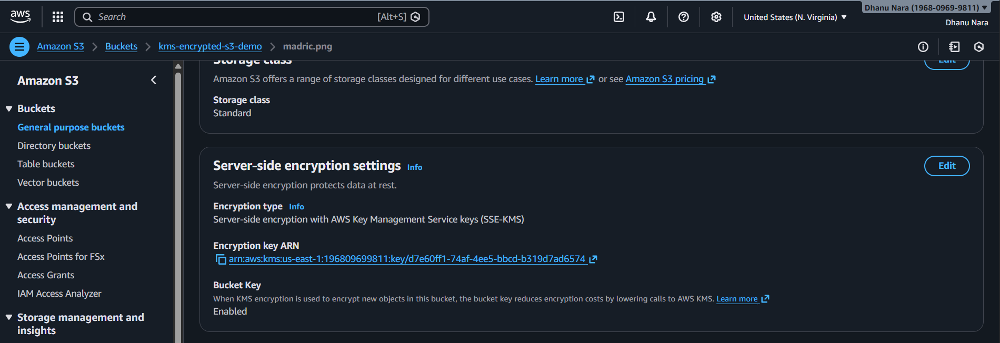 aws
Search [Alt+S]
United States (N. Virginia)
Dhanu Nara (1968-0969-9811)
Dhanu Nara
Amazon S3 Buckets kms-encrypted-s3-demo madric.png
Amazon S3
Buckets
General purpose buckets
Directory buckets
Table buckets
Vector buckets
Access management and
security
Access Points
Access Points for FSx
Access Grants
IAM Access Analyzer
Storage management and
insights
Storage class
Edit
Amazon S3 offers a range of storage classes designed for different use cases. Learn more or see Amazon S3 pricing
Storage class
Standard
Server-side encryption settings Info
Edit
Server-side encryption protects data at rest.
Encryption type Info
Server-side encryption with AWS Key Management Service keys (SSE-KMS)
Encryption key ARN
arn:aws:kms:us-east-1:196809699811:key/d7e60ff1-74af-4ee5-bbcd-b319d7ad6574
Bucket Key
When KMS encryption is used to encrypt new objects in this bucket, the bucket key reduces encryption costs by lowering calls to AWS KMS. Learn more
Enabled